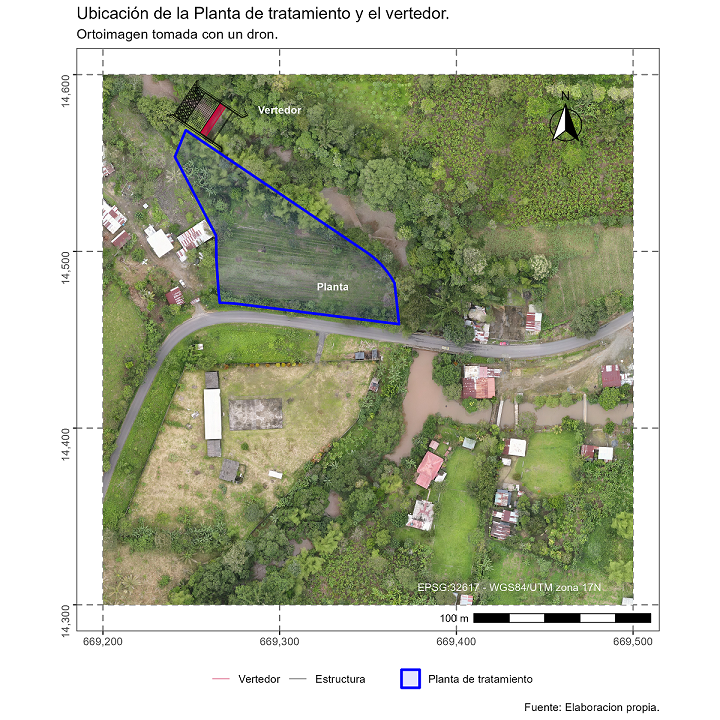 Ubicación de la Planta de tratamiento y el vertedor.
Ortoimagen tomada con un dron.
14,600
N
Vertedor
14,500
Planta
14,400
EPSG:32617 - WGS84/UTM zona 17N
14,300
100 m
669,200 669,300 669,400 669,500
Vertedor Estructura Planta de tratamiento
Fuente: Elaboracion propia.